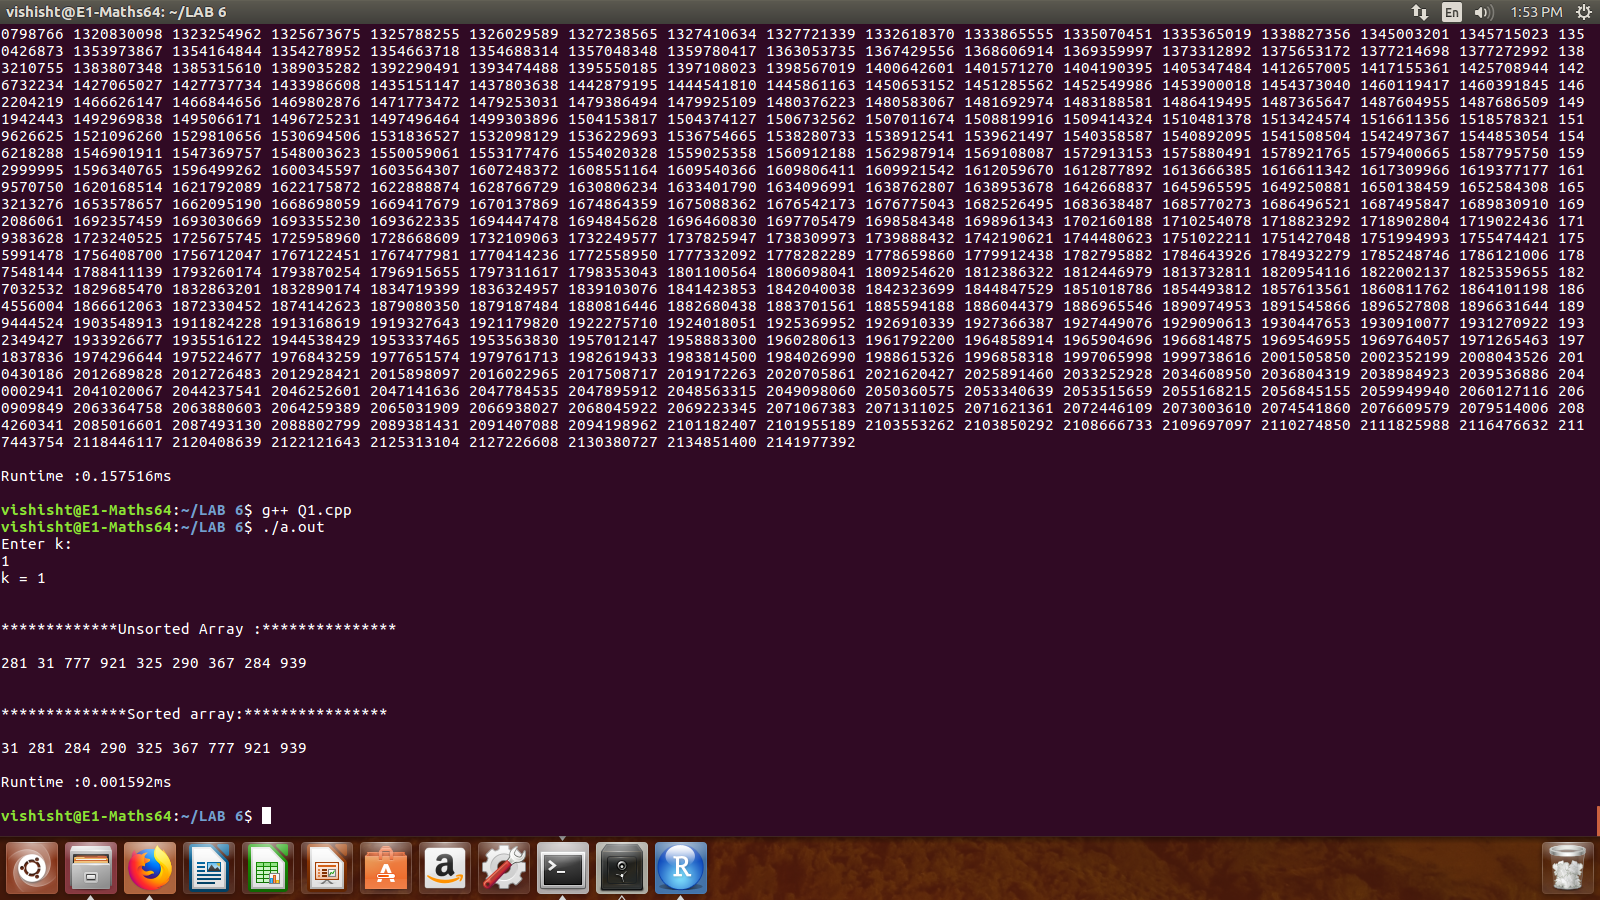 vishisht@E1-Maths64: ~/LAB 6
En
1:53 PM
0798766 1320830098 1323254962 1325673675 1325788255 1326029589 1327238565 1327410634 1327721339 1332618370 1333865555 1335070451 1335365019 1338827356 1345003201 1345715023 135
0426873 1353973867 1354164844 1354278952 1354663718 1354688314 1357048348 1359780417 1363053735 1367429556 1368606914 1369359997 1373312892 1375653172 1377214698 1377272992 138
3210755 1383807348 1385315610 1389035282 1392290491 1393474488 1395550185 1397108023 1398567019 1400642601 1401571270 1404190395 1405347484 1412657005 1417155361 1425708944 142
6732234 1427065027 1427737734 1433986608 1435151147 1437803638 1442879195 1444541810 1445861163 1450653152 1451285562 1452549986 1453900018 1454373040 1460119417 1460391845 146
2204219 1466626147 1466844656 1469802876 1471773472 1479253031 1479386494 1479925109 1480376223 1480583067 1481692974 1483188581 1486419495 1487365647 1487604955 1487686509 149
1942443 1492969838 1495066171 1496725231 1497496464 1499303896 1504153817 1504374127 1506732562 1507011674 1508819916 1509414324 1510481378 1513424574 1516611356 1518578321 151
9626625 1521096260 1529810656 1530694506 1531836527 1532098129 1536229693 1536754665 1538280733 1538912541 1539621497 1540358587 1540892095 1541508504 1542497367 1544853054 154
6218288 1546901911 1547369757 1548003623 1550059061 1553177476 1554020328 1559025358 1560912188 1562987914 1569108087 1572913153 1575880491 1578921765 1579400665 1587795750 159
2999995 1596340765 1596499262 1600345597 1603564307 1607248372 1608551164 1609540366 1609806411 1609921542 1612059670 1612877892 1613666385 1616611342 1617309966 1619377177 161
9570750 1620168514 1621792089 1622175872 1622888874 1628766729 1630806234 1633401790 1634096991 1638762807 1638953678 1642668837 1645965595 1649250881 1650138459 1652584308 165
3213276 1653578657 1662095190 1668698059 1669417679 1670137869 1674864359 1675088362 1676542173 1676775043 1682526495 1683638487 1685770273 1686496521 1687495847 1689830910 169
2086061 1692357459 1693030669 1693355230 1693622335 1694447478 1694845628 1696460830 1697705479 1698584348 1698961343 1702160188 1710254078 1718823292 1718902804 1719022436 171
9383628 1723240525 1725675745 1725958960 1728668609 1732109063 1732249577 1737825947 1738309973 1739888432 1742190621 1744480623 1751022211 1751427048 1751994993 1755474421 175
5991478 1756408700 1756712047 1767122451 1767477981 1770414236 1772558950 1777332092 1778282289 1778659860 1779912438 1782795882 1784643926 1784932279 1785248746 1786121006 178
7548144 1788411139 1793260174 1793870254 1796915655 1797311617 1798353043 1801100564 1806098041 1809254620 1812386322 1812446979 1813732811 1820954116 1822002137 1825359655 182
7032532 1829685470 1832863201 1832890174 1834719399 1836324957 1839103076 1841423853 1842040038 1842323699 1844847529 1851018786 1854493812 1857613561 1860811762 1864101198 186
4556004 1866612063 1872330452 1874142623 1879080350 1879187484 1880816446 1882680438 1883701561 1885594188 1886044379 1886965546 1890974953 1891545866 1896527808 1896631644 189
9444524 1903548913 1911824228 1913168619 1919327643 1921179820 1922275710 1924018051 1925369952 1926910339 1927366387 1927449076 1929090613 1930447653 1930910077 1931270922 193
2349427 1933926677 1935516122 1944538429 1953337465 1953563830 1957012147 1958883300 1960280613 1961792200 1964858914 1965904696 1966814875 1969546955 1969764057 1971265463 197
1837836 1974296644 1975224677 1976843259 1977651574 1979761713 1982619433 1983814500 1984026990 1988615326 1996858318 1997065998 1999738616 2001505850 2002352199 2008043526 201
0430186 2012689828 2012726483 2012928421 2015898097 2016022965 2017508717 2019172263 2020705861 2021620427 2025891460 2033252928 2034608950 2036804319 2038984923 2039536886 204
0002941 2041020067 2044237541 2046252601 2047141636 2047784535 2047895912 2048563315 2049098060 2050360575 2053340639 2053515659 2055168215 2056845155 2059949940 2060127116 206
0909849 2063364758 2063880603 2064259389 2065031909 2066938027 2068045922 2069223345 2071067383 2071311025 2071621361 2072446109 2073003610 2074541860 2076609579 2079514006 208
4260341 2085016601 2087493130 2088802799 2089381431 2091407088 2094198962 2101182407 2101955189 2103553262 2103850292 2108666733 2109697097 2110274850 2111825988 2116476632 211
7443754 2118446117 2120408639 2122121643 2125313104 2127226608 2130380727 2134851400 2141977392
Runtime :0.157516ms
vishisht@E1-Maths64:~/LAB 6$ g++ Q1.cpp
vishisht@E1-Maths64:~/LAB 6$ ./a.out
Enter k:
1
k = 1
*************Unsorted Array :***************
281 31 777 921 325 290 367 284 939
**************Sorted array:****************
31 281 284 290 325 367 777 921 939
Runtime :0.001592ms
vishisht@E1-Maths64:~/LAB 6$